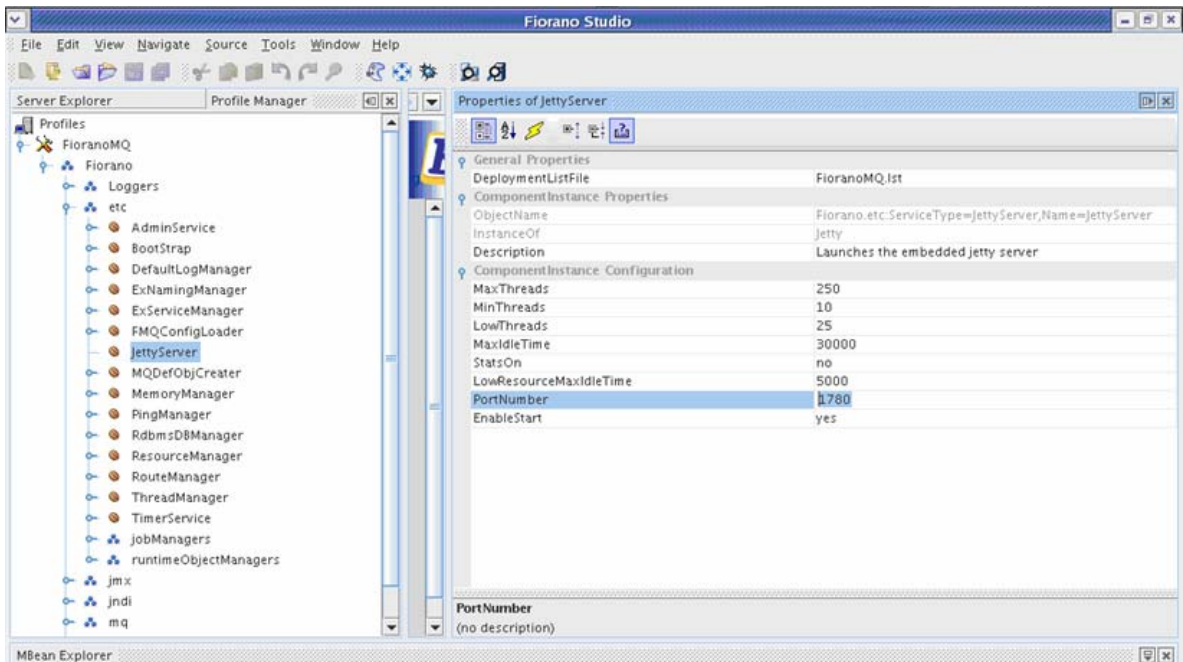 Fiorano Studio
File Edit View Navigate Source Tools Window Help
Server Explorer
Profile Manager
Profiles
FioranoMQ
Fiorano
Loggers
etc
AdminService
BootStrap
DefaultLogManager
ExNamingManager
ExServiceManager
FMQConfigLoader
JettyServer
MQDefObjCreater
MemoryManager
PingManager
RdbmsDBManager
ResourceManager
RouteManager
ThreadManager
TimerService
jobManagers
runtimeObjectManagers
jmx
jndi
mq
Properties of JettyServer
General Properties
DeploymentListFile FioranoMQ.lst
ComponentInstance Properties
ObjectName Fiorano.etc:ServiceType=JettyServer,Name=JettyServer
InstanceOf Jetty
Description Launches the embedded jetty server
ComponentInstance Configuration
MaxThreads 250
MinThreads 10
LowThreads 25
MaxIdleTime 30000
StatsOn no
LowResourceMaxIdleTime 5000
PortNumber 1780
EnableStart yes
PortNumber
(no description)
MBean Explorer